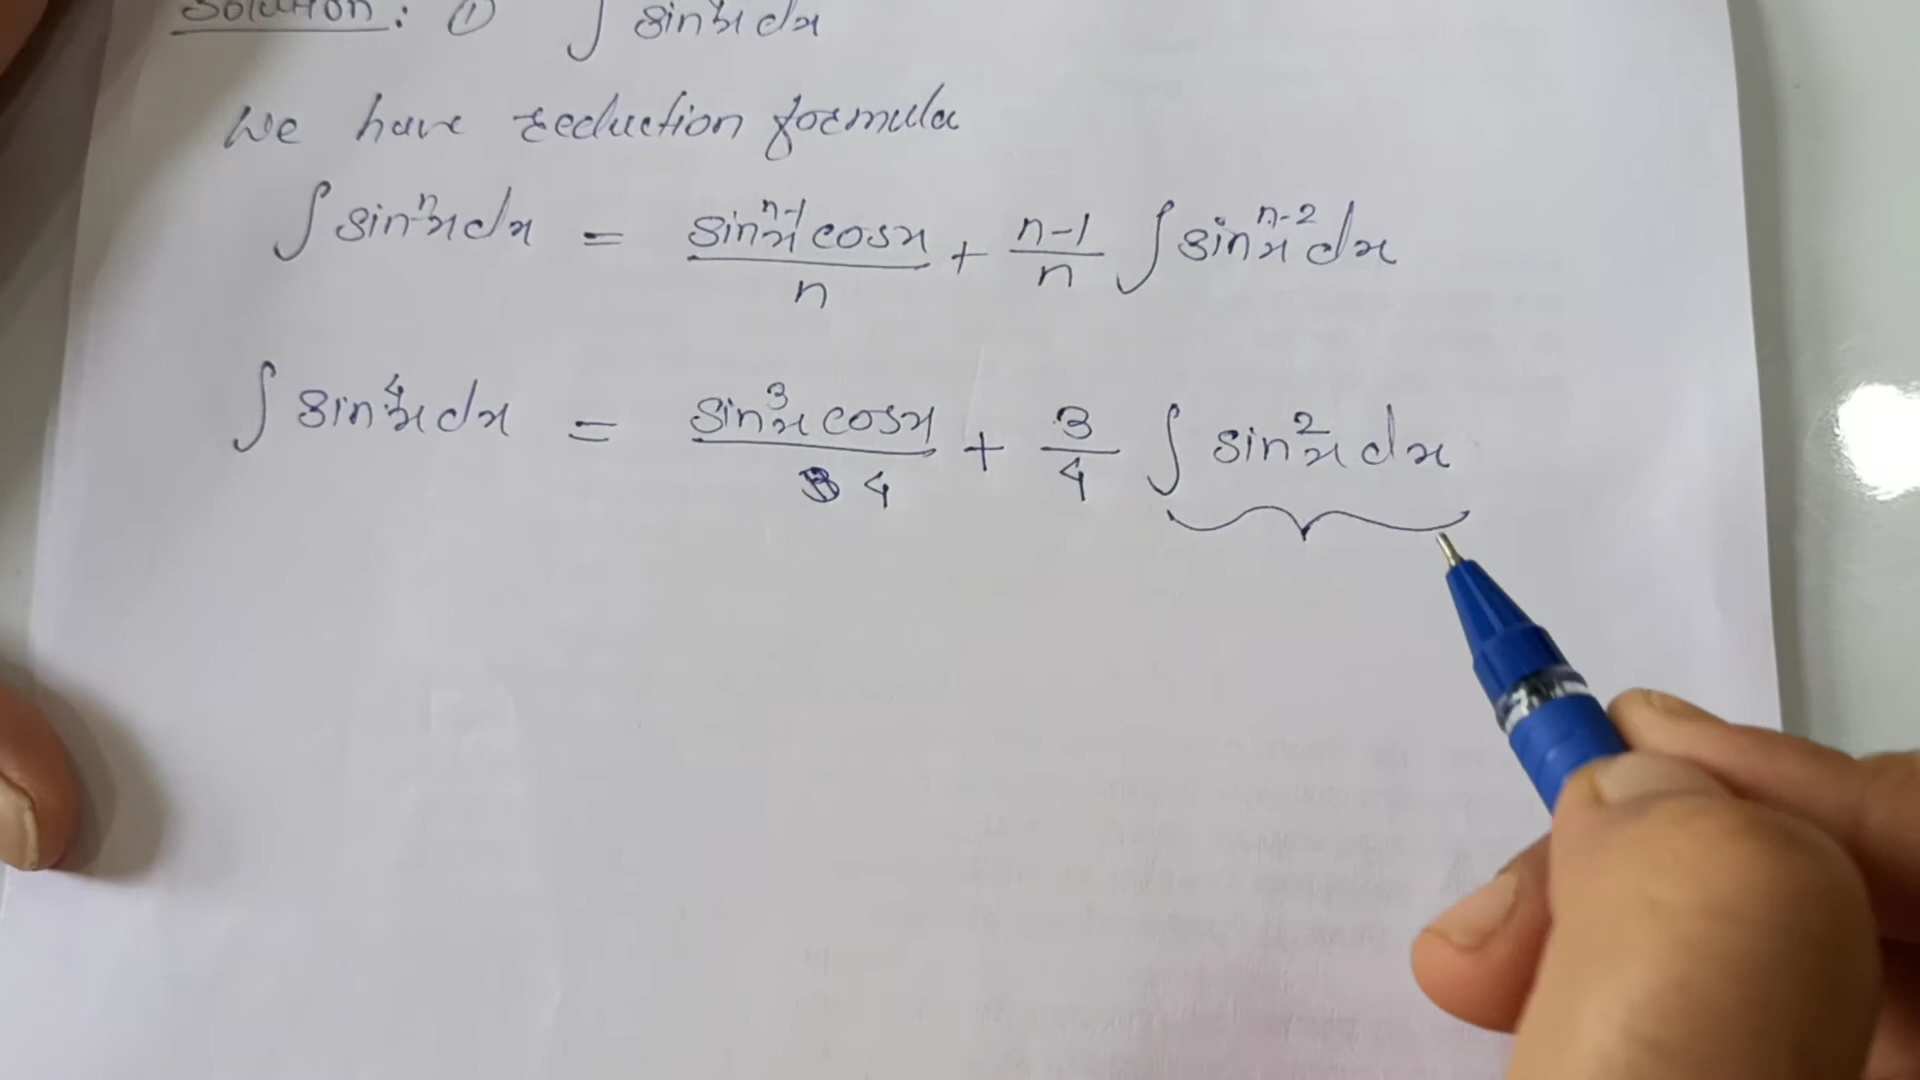 Solution: ① ∫ sin⁴x dx
We have reduction formula
∫ sinⁿx dx = sinⁿ⁻¹x cosx / n + n-1 / n ∫ sinⁿ⁻²x dx
∫ sin⁴x dx = sin³x cosx / 4 + 3 / 4 ∫ sin²x dx